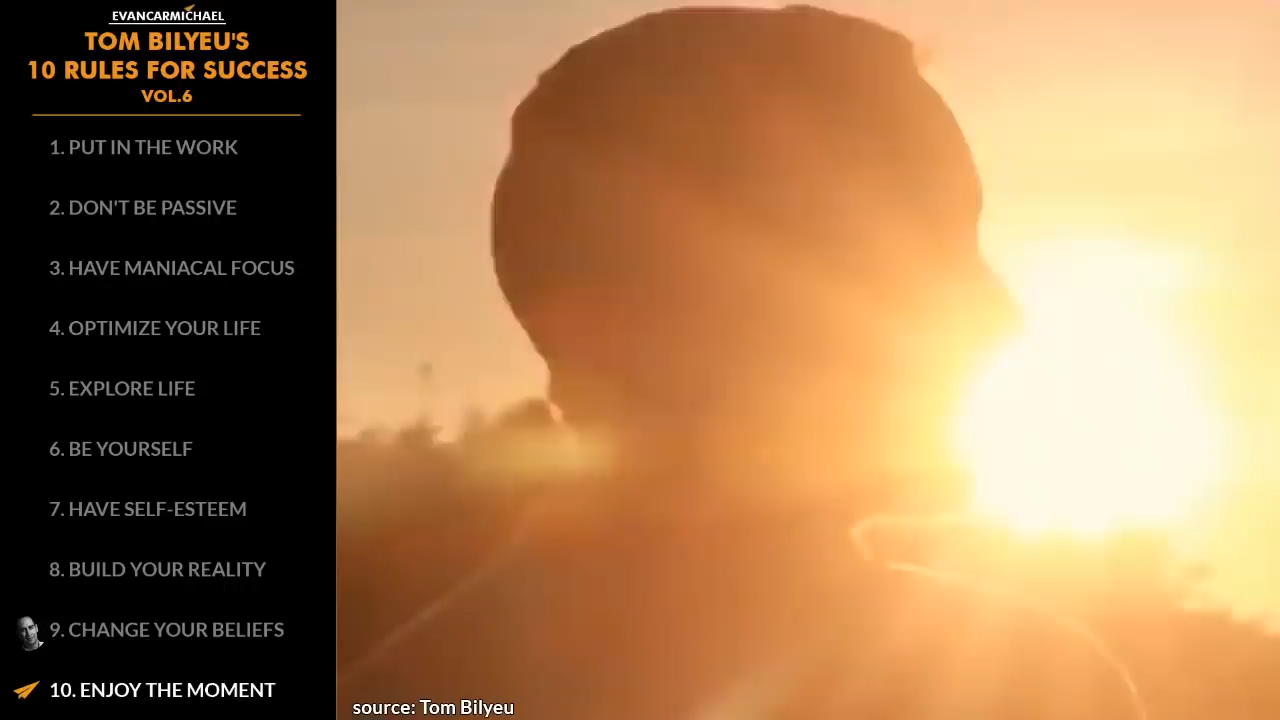 EVANCARMICHAEL
TOM BILYEU'S
10 RULES FOR SUCCESS
VOL.6
1. PUT IN THE WORK
2. DON'T BE PASSIVE
3. HAVE MANIACAL FOCUS
4. OPTIMIZE YOUR LIFE
5. EXPLORE LIFE
6. BE YOURSELF
7. HAVE SELF-ESTEEM
8. BUILD YOUR REALITY
9. CHANGE YOUR BELIEFS
10. ENJOY THE MOMENT
source: Tom Bilyeu